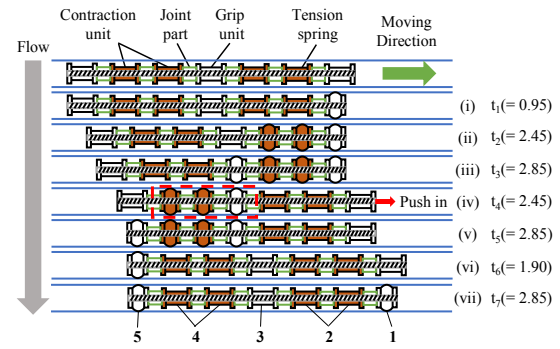 Flow
Contraction unit
Joint part
Grip unit
Tension spring
Moving Direction
(i) t₁(= 0.95)
(ii) t₂(= 2.45)
(iii) t₃(= 2.85)
(iv) t₄(= 2.45)
Push in
(v) t₅(= 2.85)
(vi) t₆(= 1.90)
(vii) t₇(= 2.85)
5 4 3 2 1